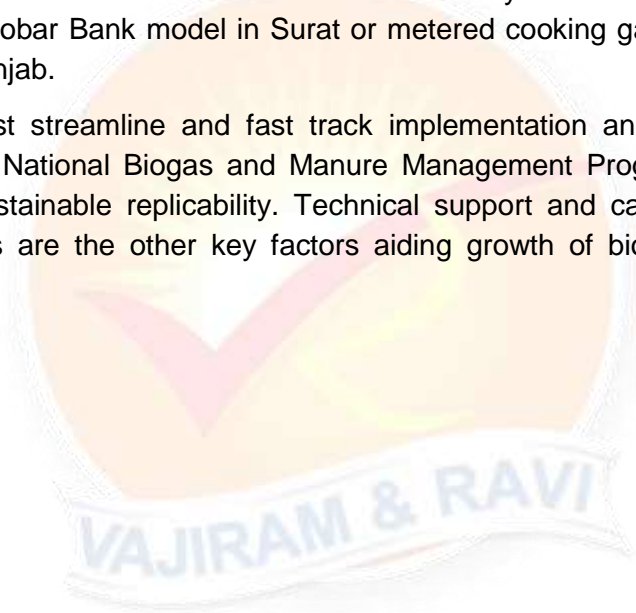 obar Bank model in Surat or metered cooking ga
njab.
st streamline and fast track implementation an
National Biogas and Manure Management Prog
stainable replicability. Technical support and ca
s are the other key factors aiding growth of bio
VAJIRAM & RAVI